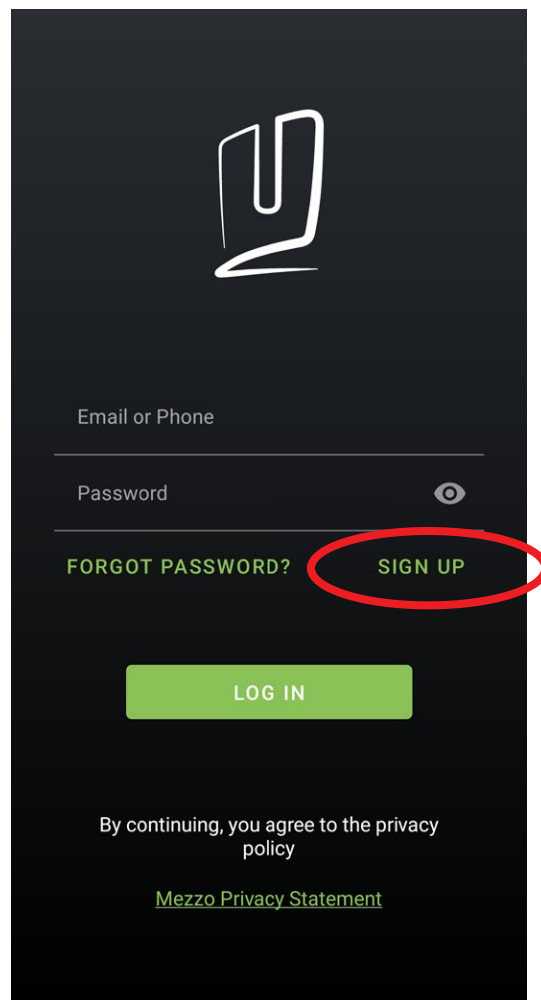 Email or Phone
Password
FORGOT PASSWORD? SIGN UP
LOG IN
By continuing, you agree to the privacy
policy
Mezzo Privacy Statement